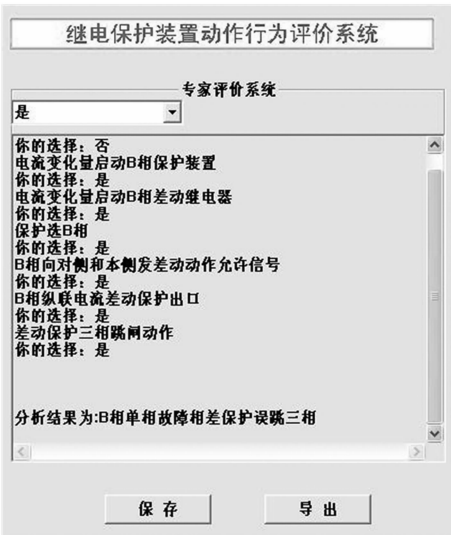 继电保护装置动作行为评价系统
专家评价系统
是
你的选择：否
电流变化量启动B相保护装置
你的选择：是
电流变化量启动B相差动继电器
你的选择：是
保护选B相
你的选择：是
B相向对侧和本侧发差动动作允许信号
你的选择：是
B相纵联电流差动保护出口
你的选择：是
差动保护三相跳闸动作
你的选择：是
分析结果为:B相单相故障相差保护误跳三相
保 存
导 出